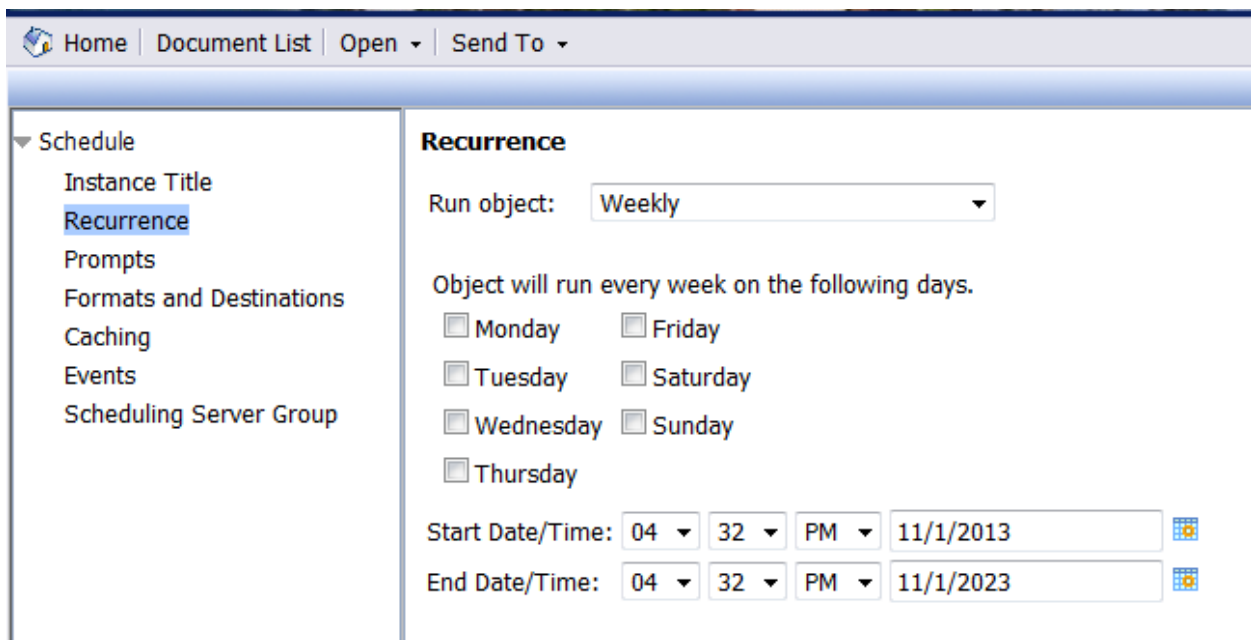 Home Document List Open Send To
Schedule
Instance Title
Recurrence
Prompts
Formats and Destinations
Caching
Events
Scheduling Server Group
Recurrence
Run object: Weekly
Object will run every week on the following days.
Monday Friday
Tuesday Saturday
Wednesday Sunday
Thursday
Start Date/Time: 04 32 PM 11/1/2013
End Date/Time: 04 32 PM 11/1/2023